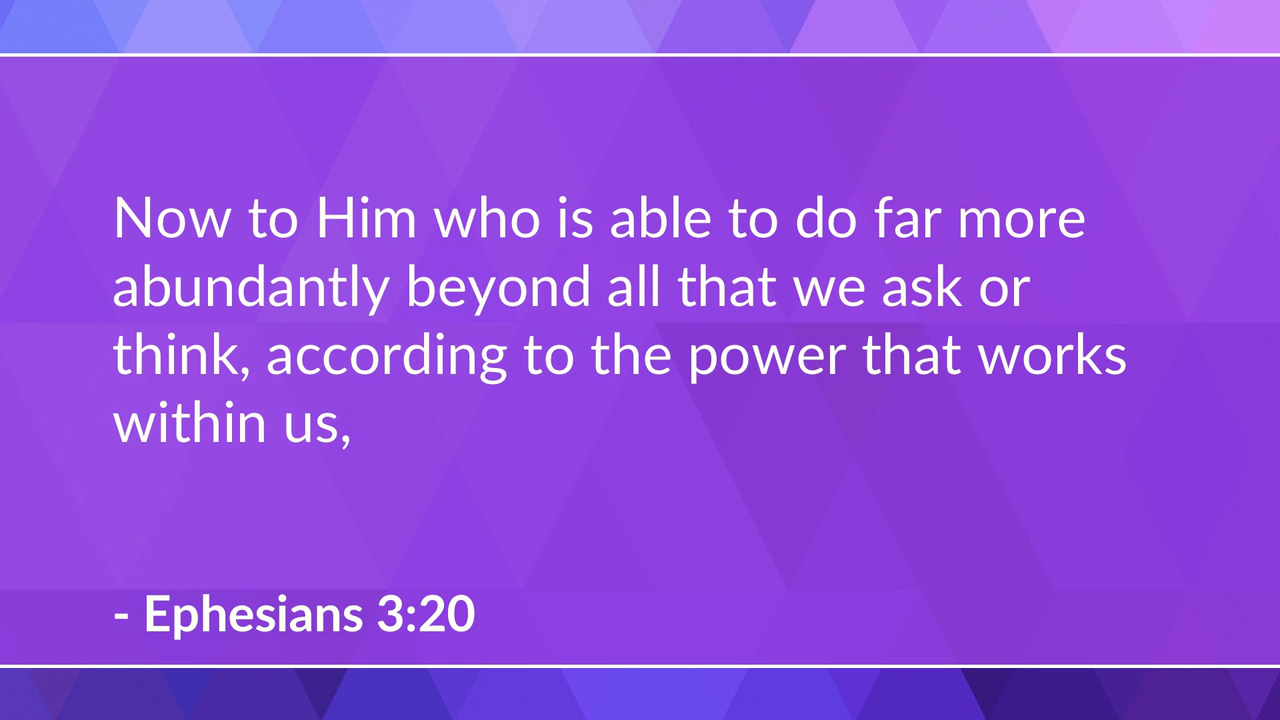 Now to Him who is able to do far more
abundantly beyond all that we ask or
think, according to the power that works
within us,
- Ephesians 3:20